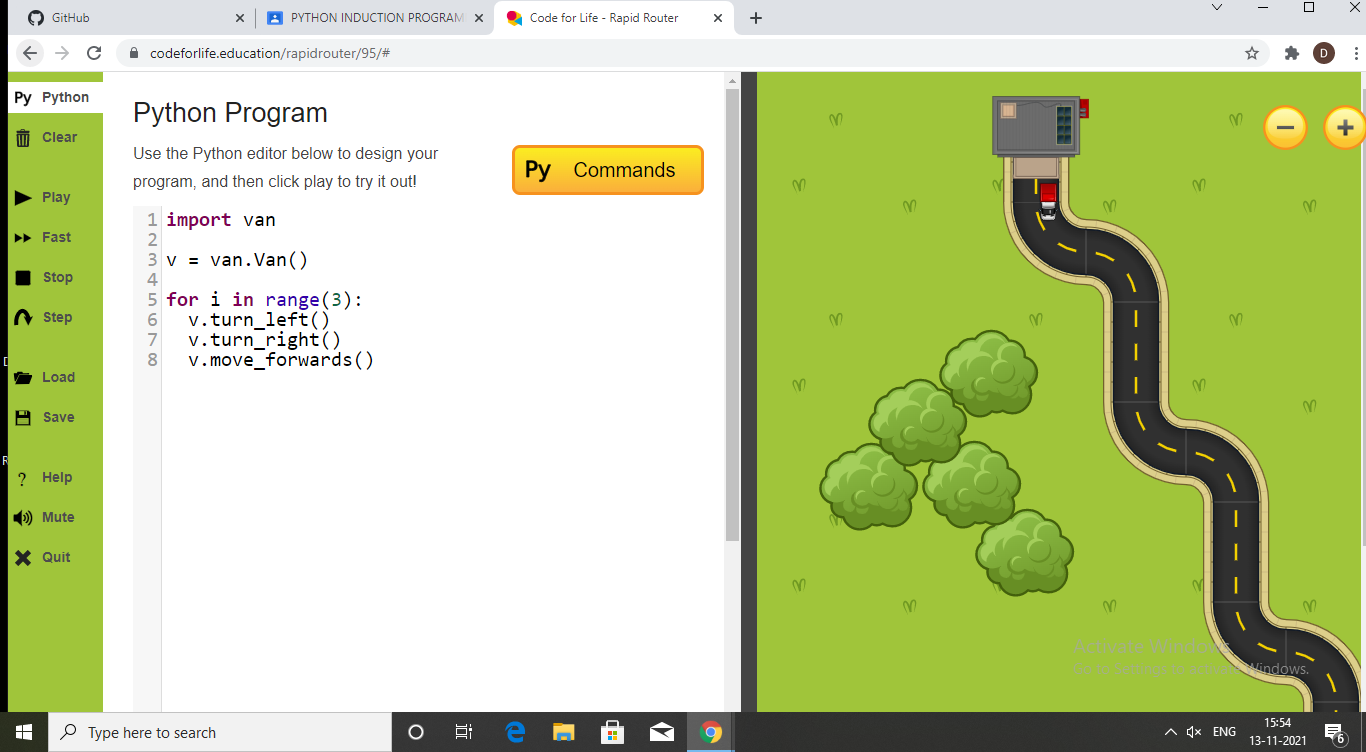 GitHub
PYTHON INDUCTION PROGRAM
Code for Life - Rapid Router
codeforlife.education/rapidrouter/95/#
D
Py Python
Clear
Play
Fast
Stop
Step
Load
Save
? Help
Mute
Quit
Python Program
Use the Python editor below to design your
program, and then click play to try it out!
Py Commands
1 import van
2
3 v = van.Van()
4
5 for i in range(3):
6 v.turn_left()
7 v.turn_right()
8 v.move_forwards()
Activate Windows
Go to Settings to activate Windows.
Type here to search
ENG
15:54
13-11-2021
6